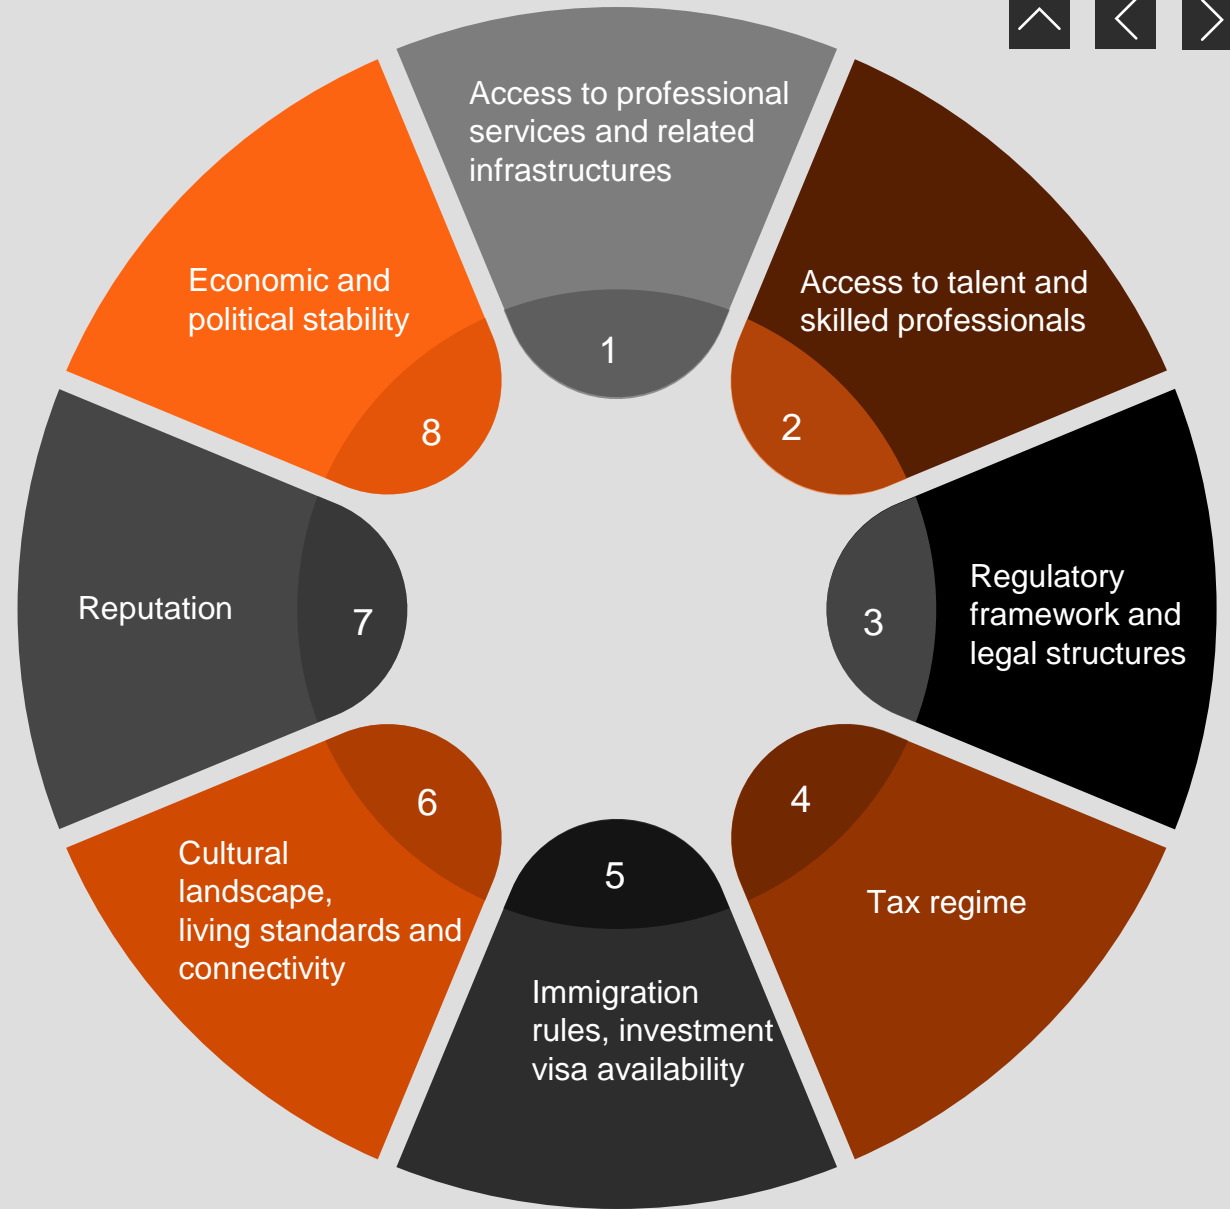 Access to professional
services and related
infrastructures
1
Access to talent and
skilled professionals
2
Regulatory
framework and
legal structures
3
Tax regime
4
Immigration
rules, investment
visa availability
5
Cultural
landscape,
living standards and
connectivity
6
Reputation
7
Economic and
political stability
8